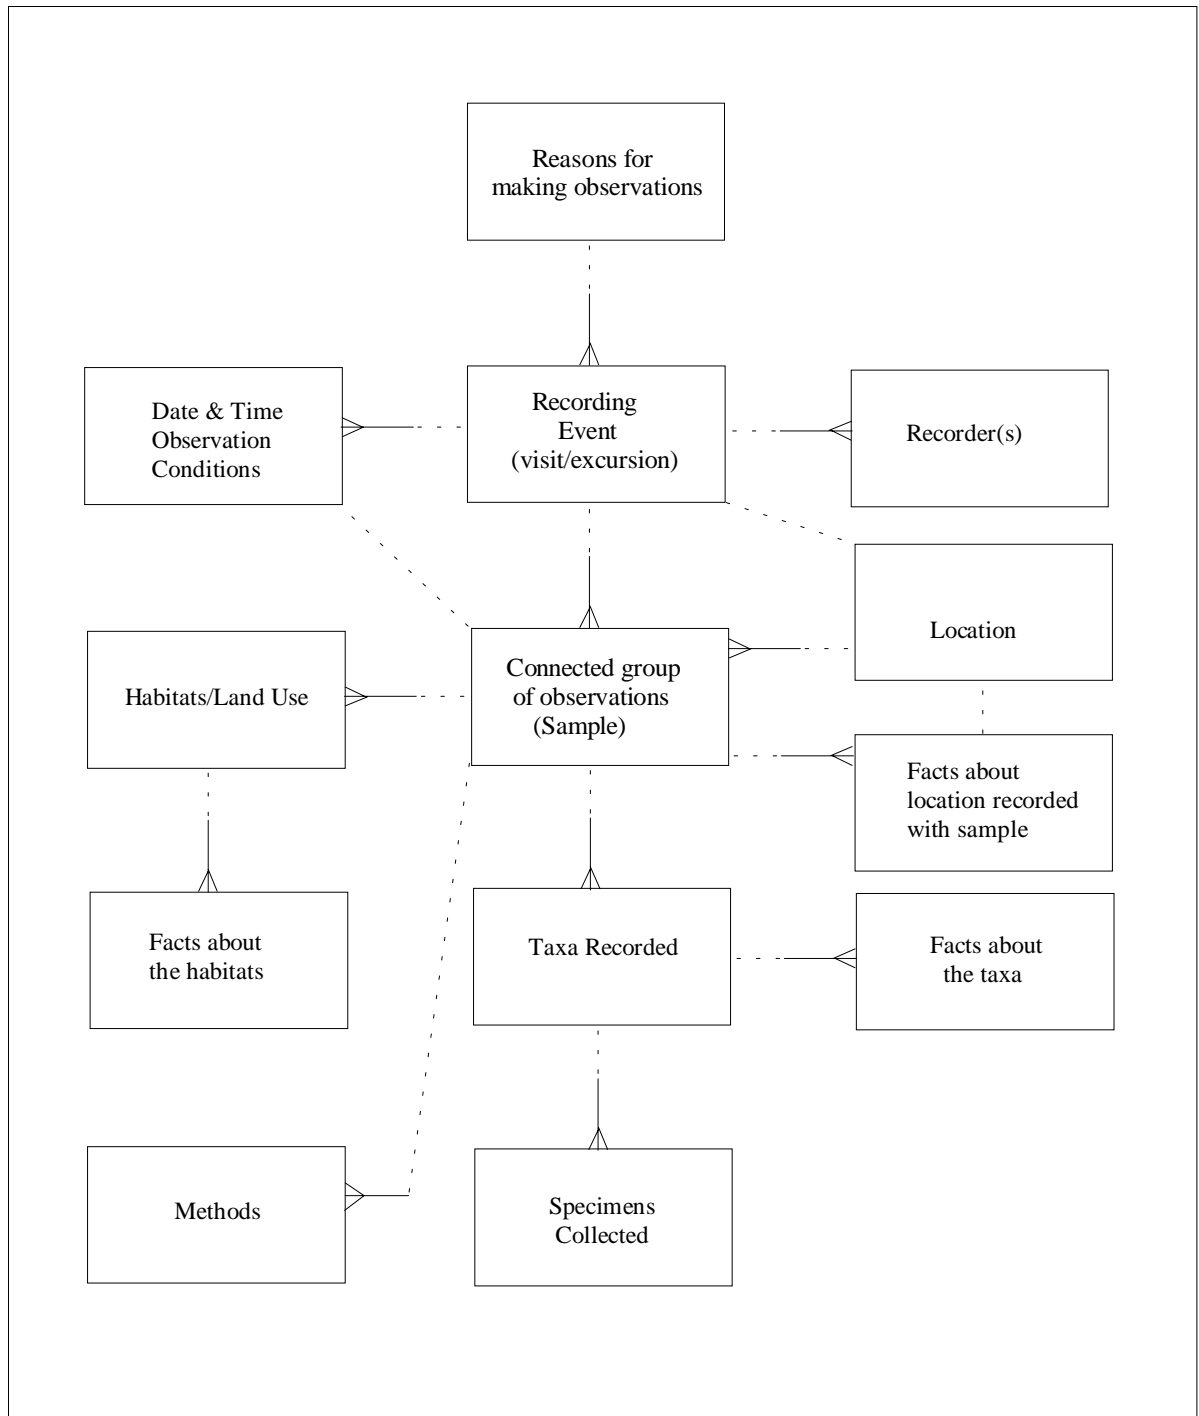 Reasons for
making observations
Date & Time
Observation
Conditions
Recording
Event
(visit/excursion)
Recorder(s)
Location
Habitats/Land Use
Connected group
of observations
(Sample)
Facts about
location recorded
with sample
Facts about
the habitats
Taxa Recorded
Facts about
the taxa
Methods
Specimens
Collected